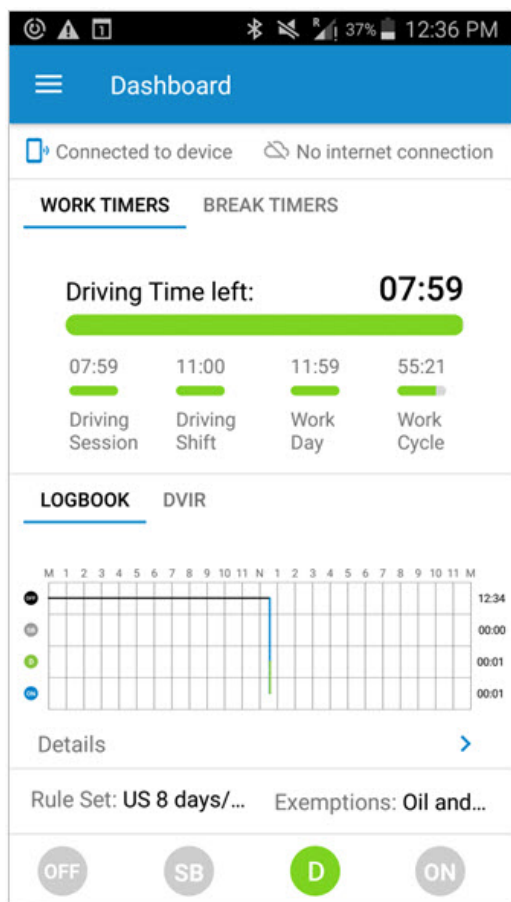 1 R 37% 12:36 PM
Dashboard
Connected to device No internet connection
WORK TIMERS BREAK TIMERS
Driving Time left: 07:59
07:59 11:00 11:59 55:21
Driving Driving Work Work
Session Shift Day Cycle
LOGBOOK DVIR
M 1 2 3 4 5 6 7 8 9 10 11 N 1 2 3 4 5 6 7 8 9 10 11 M
OFF 12:34
SB 00:00
D 00:01
ON 00:01
Details
Rule Set: US 8 days/... Exemptions: Oil and...
OFF SB D ON